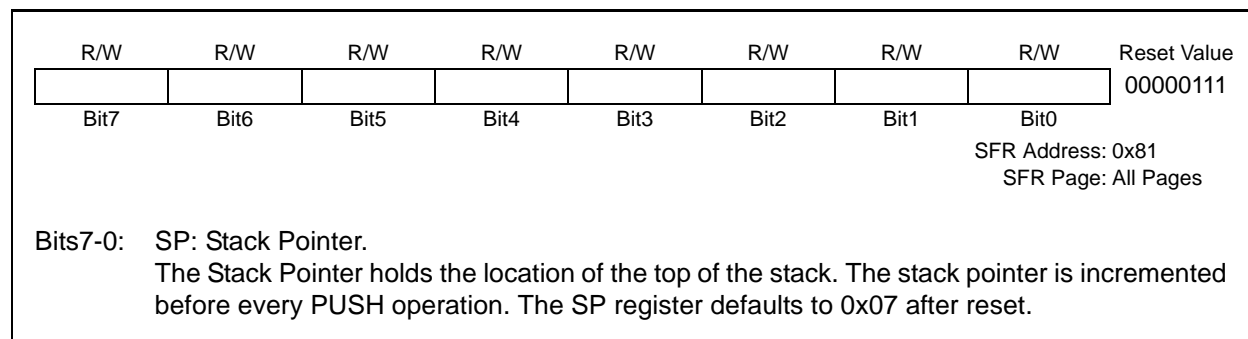 R/W R/W R/W R/W R/W R/W R/W R/W Reset Value
00000111
Bit7 Bit6 Bit5 Bit4 Bit3 Bit2 Bit1 Bit0
SFR Address: 0x81
SFR Page: All Pages
Bits7-0: SP: Stack Pointer.
The Stack Pointer holds the location of the top of the stack. The stack pointer is incremented
before every PUSH operation. The SP register defaults to 0x07 after reset.